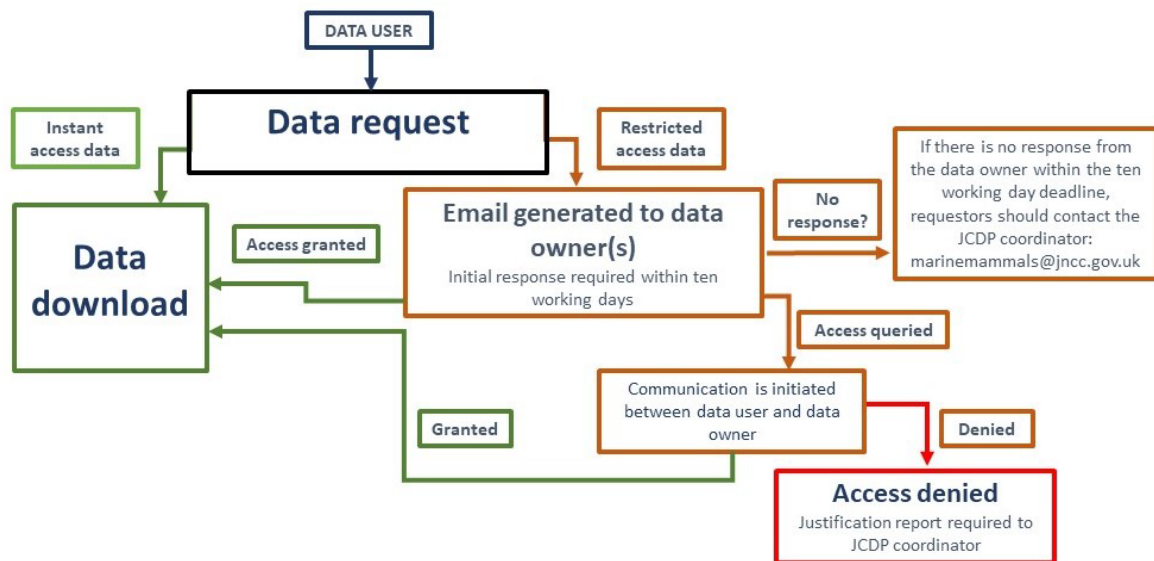 DATA USER
Data request
Instant
access data
Restricted
access data
If there is no response from
the data owner within the ten
working day deadline,
requestors should contact the
JCDP coordinator:
marinemammals@jncc.gov.uk
No
response?
Email generated to data
owner(s)
Initial response required within ten
working days
Access granted
Data
download
Access queried
Communication is initiated
between data user and data
owner
Granted
Denied
Access denied
Justification report required to
JCDP coordinator